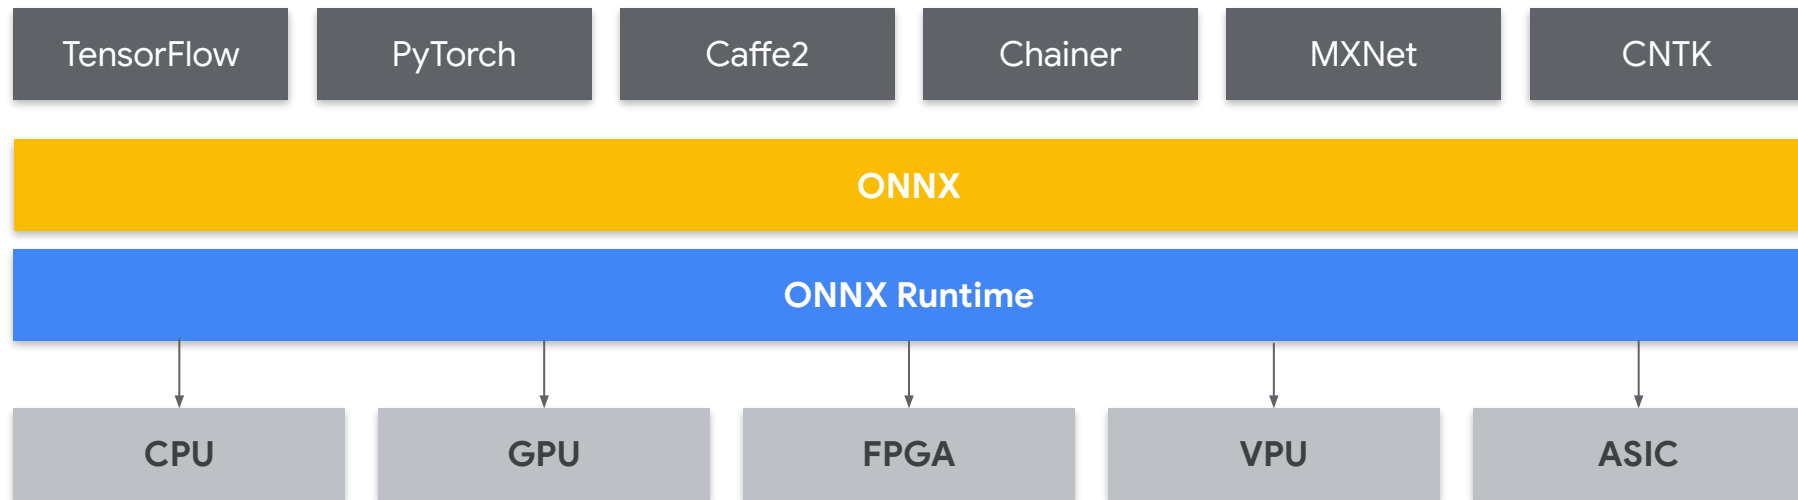 TensorFlow
PyTorch
Caffe2
Chainer
MXNet
CNTK
ONNX
ONNX Runtime
CPU
GPU
FPGA
VPU
ASIC